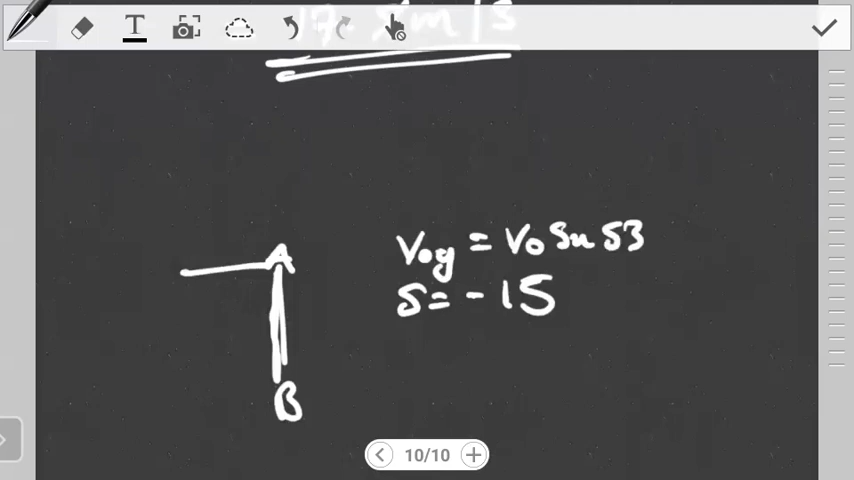 T
m/s
Voy = Vo Sin 53
A
S = -15
B
10/10